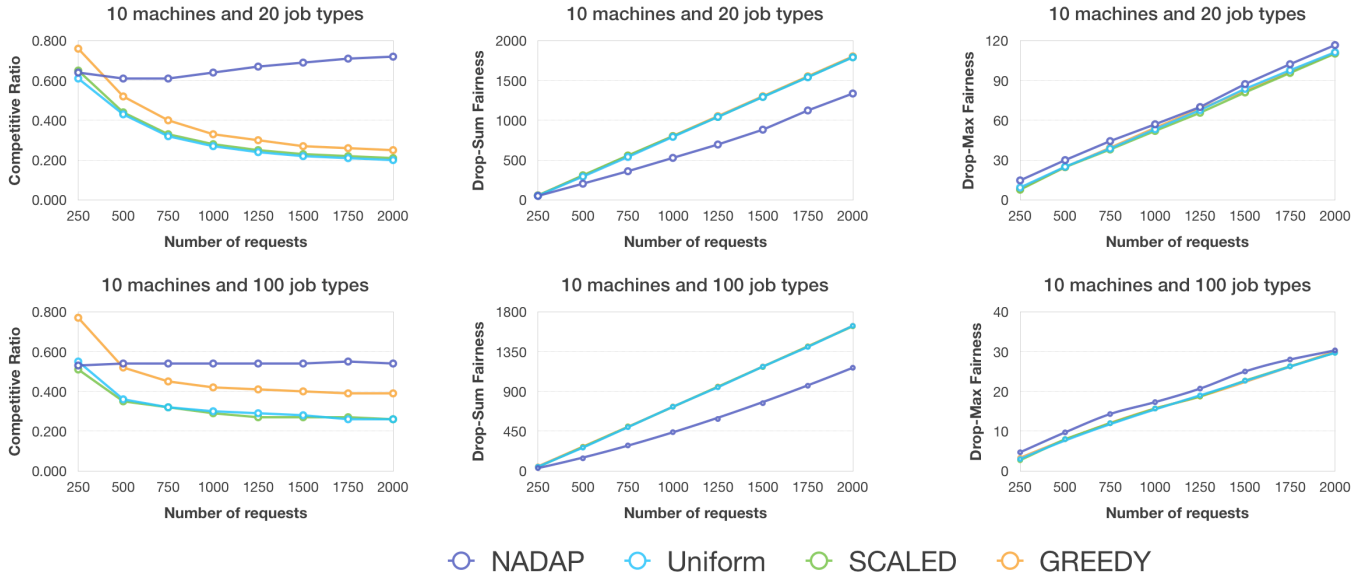 10 machines and 20 job types
Competitive Ratio
0.800
0.600
0.400
0.200
0.000
250 500 750 1000 1250 1500 1750 2000
Number of requests
10 machines and 20 job types
Drop-Sum Fairness
2000
1500
1000
500
0
250 500 750 1000 1250 1500 1750 2000
Number of requests
10 machines and 20 job types
Drop-Max Fairness
120
90
60
30
0
250 500 750 1000 1250 1500 1750 2000
Number of requests
10 machines and 100 job types
Competitive Ratio
0.800
0.600
0.400
0.200
0.000
250 500 750 1000 1250 1500 1750 2000
Number of requests
10 machines and 100 job types
Drop-Sum Fairness
1800
1350
900
450
0
250 500 750 1000 1250 1500 1750 2000
Number of requests
10 machines and 100 job types
Drop-Max Fairness
40
30
20
10
0
250 500 750 1000 1250 1500 1750 2000
Number of requests
NADAP Uniform SCALED GREEDY